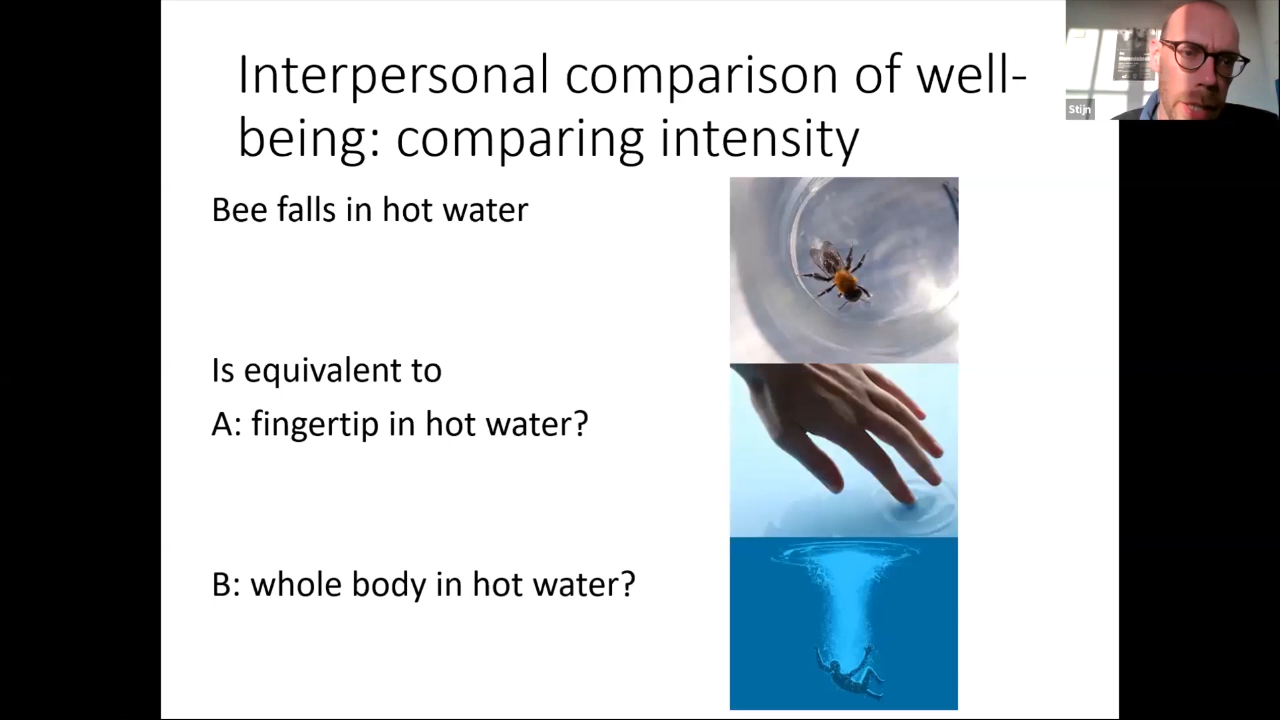 Interpersonal comparison of well-
being: comparing intensity
Stijn
Bee falls in hot water
Is equivalent to
A: fingertip in hot water?
B: whole body in hot water?